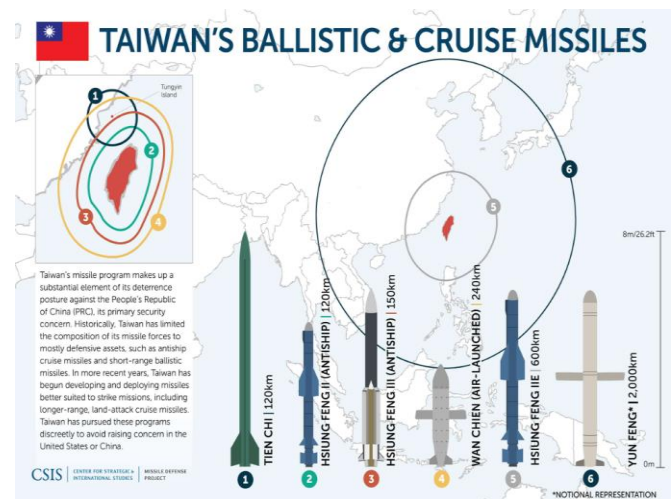 TAIWAN'S BALLISTIC & CRUISE MISSILES
1
Tungyin
Island
2
3
4
Taiwan's missile program makes up a
substantial element of its deterrence
posture against the People's Republic
of China (PRC), its primary security
concern. Historically, Taiwan has limited
the composition of its missile forces to
mostly defensive assets, such as antiship
cruise missiles and short-range ballistic
missiles. In more recent years, Taiwan has
begun developing and deploying missiles
better suited to strike missions, including
longer-range, land-attack cruise missiles.
Taiwan has pursued these programs
discreetly to avoid raising concern in the
United States or China.
CSIS | CENTER FOR STRATEGIC &
INTERNATIONAL STUDIES | MISSILE DEFENSE
PROJECT
6
5
8m/26.2ft
0m
TIEN CHI | 120km
HSIUNG FENG II (ANTISHIP) | 120km
HSIUNG FENG III (ANTISHIP) | 150km
WAN CHIEN (AIR-LAUNCHED) | 240km
HSIUNG FENG IIE | 600km
YUN FENG* | 2,000km
1
2
3
4
5
6
*NOTIONAL REPRESENTATION